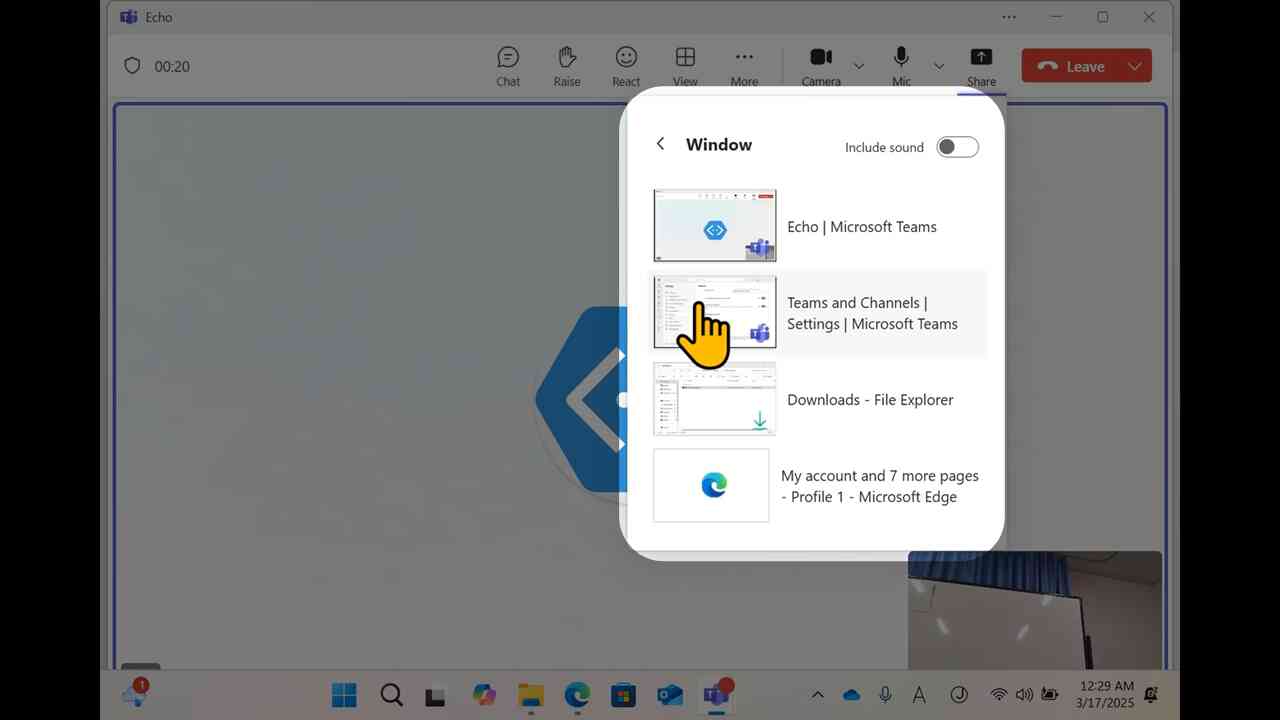 Echo
00:20
Chat
Raise
React
View
More
Camera
Mic
Share
Leave
Window
Include sound
Echo | Microsoft Teams
Teams and Channels |
Settings | Microsoft Teams
Downloads - File Explorer
My account and 7 more pages
- Profile 1 - Microsoft Edge
1
12:29 AM
3/17/2025